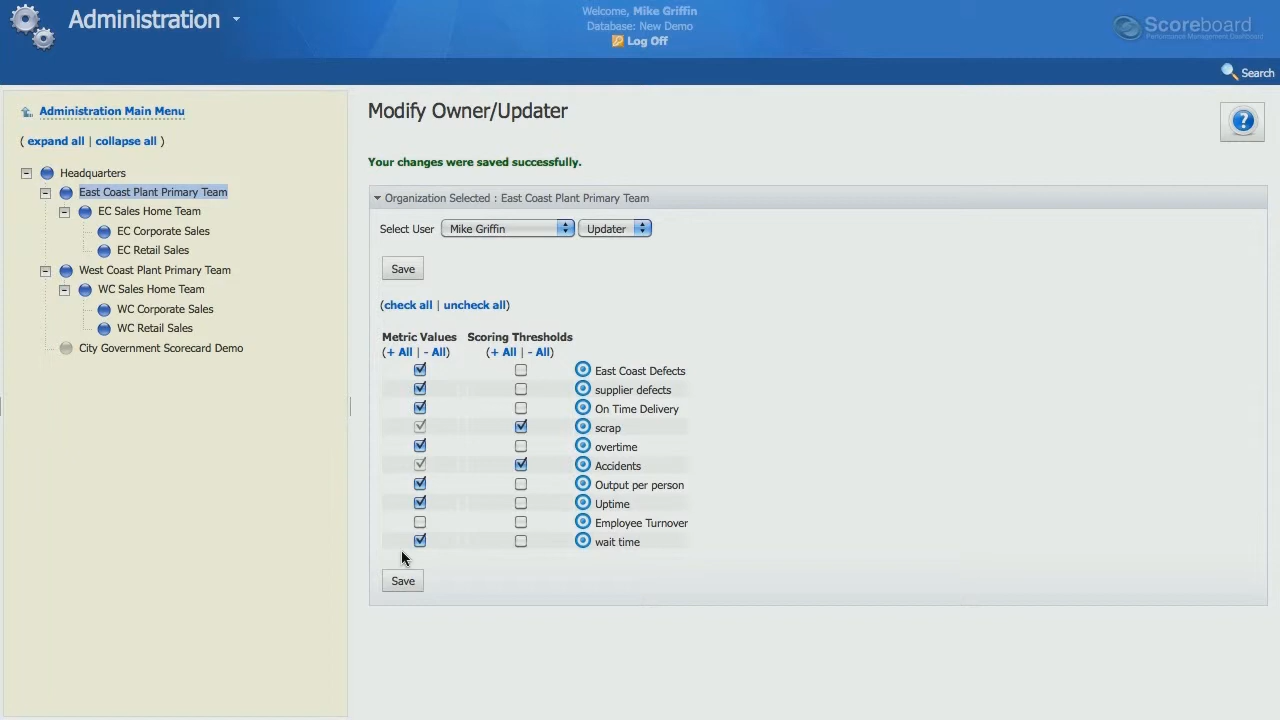 Administration
Welcome, Mike Griffin
Database: New Demo
Log Off
Scoreboard
Performance Management Dashboard
Search
Administration Main Menu
( expand all | collapse all )
Headquarters
East Coast Plant Primary Team
EC Sales Home Team
EC Corporate Sales
EC Retail Sales
West Coast Plant Primary Team
WC Sales Home Team
WC Corporate Sales
WC Retail Sales
City Government Scorecard Demo
Modify Owner/Updater
?
Your changes were saved successfully.
Organization Selected : East Coast Plant Primary Team
Select User Mike Griffin Updater
Save
(check all | uncheck all)
Metric Values Scoring Thresholds
(+ All | - All) (+ All | - All)
East Coast Defects
supplier defects
On Time Delivery
scrap
overtime
Accidents
Output per person
Uptime
Employee Turnover
wait time
Save